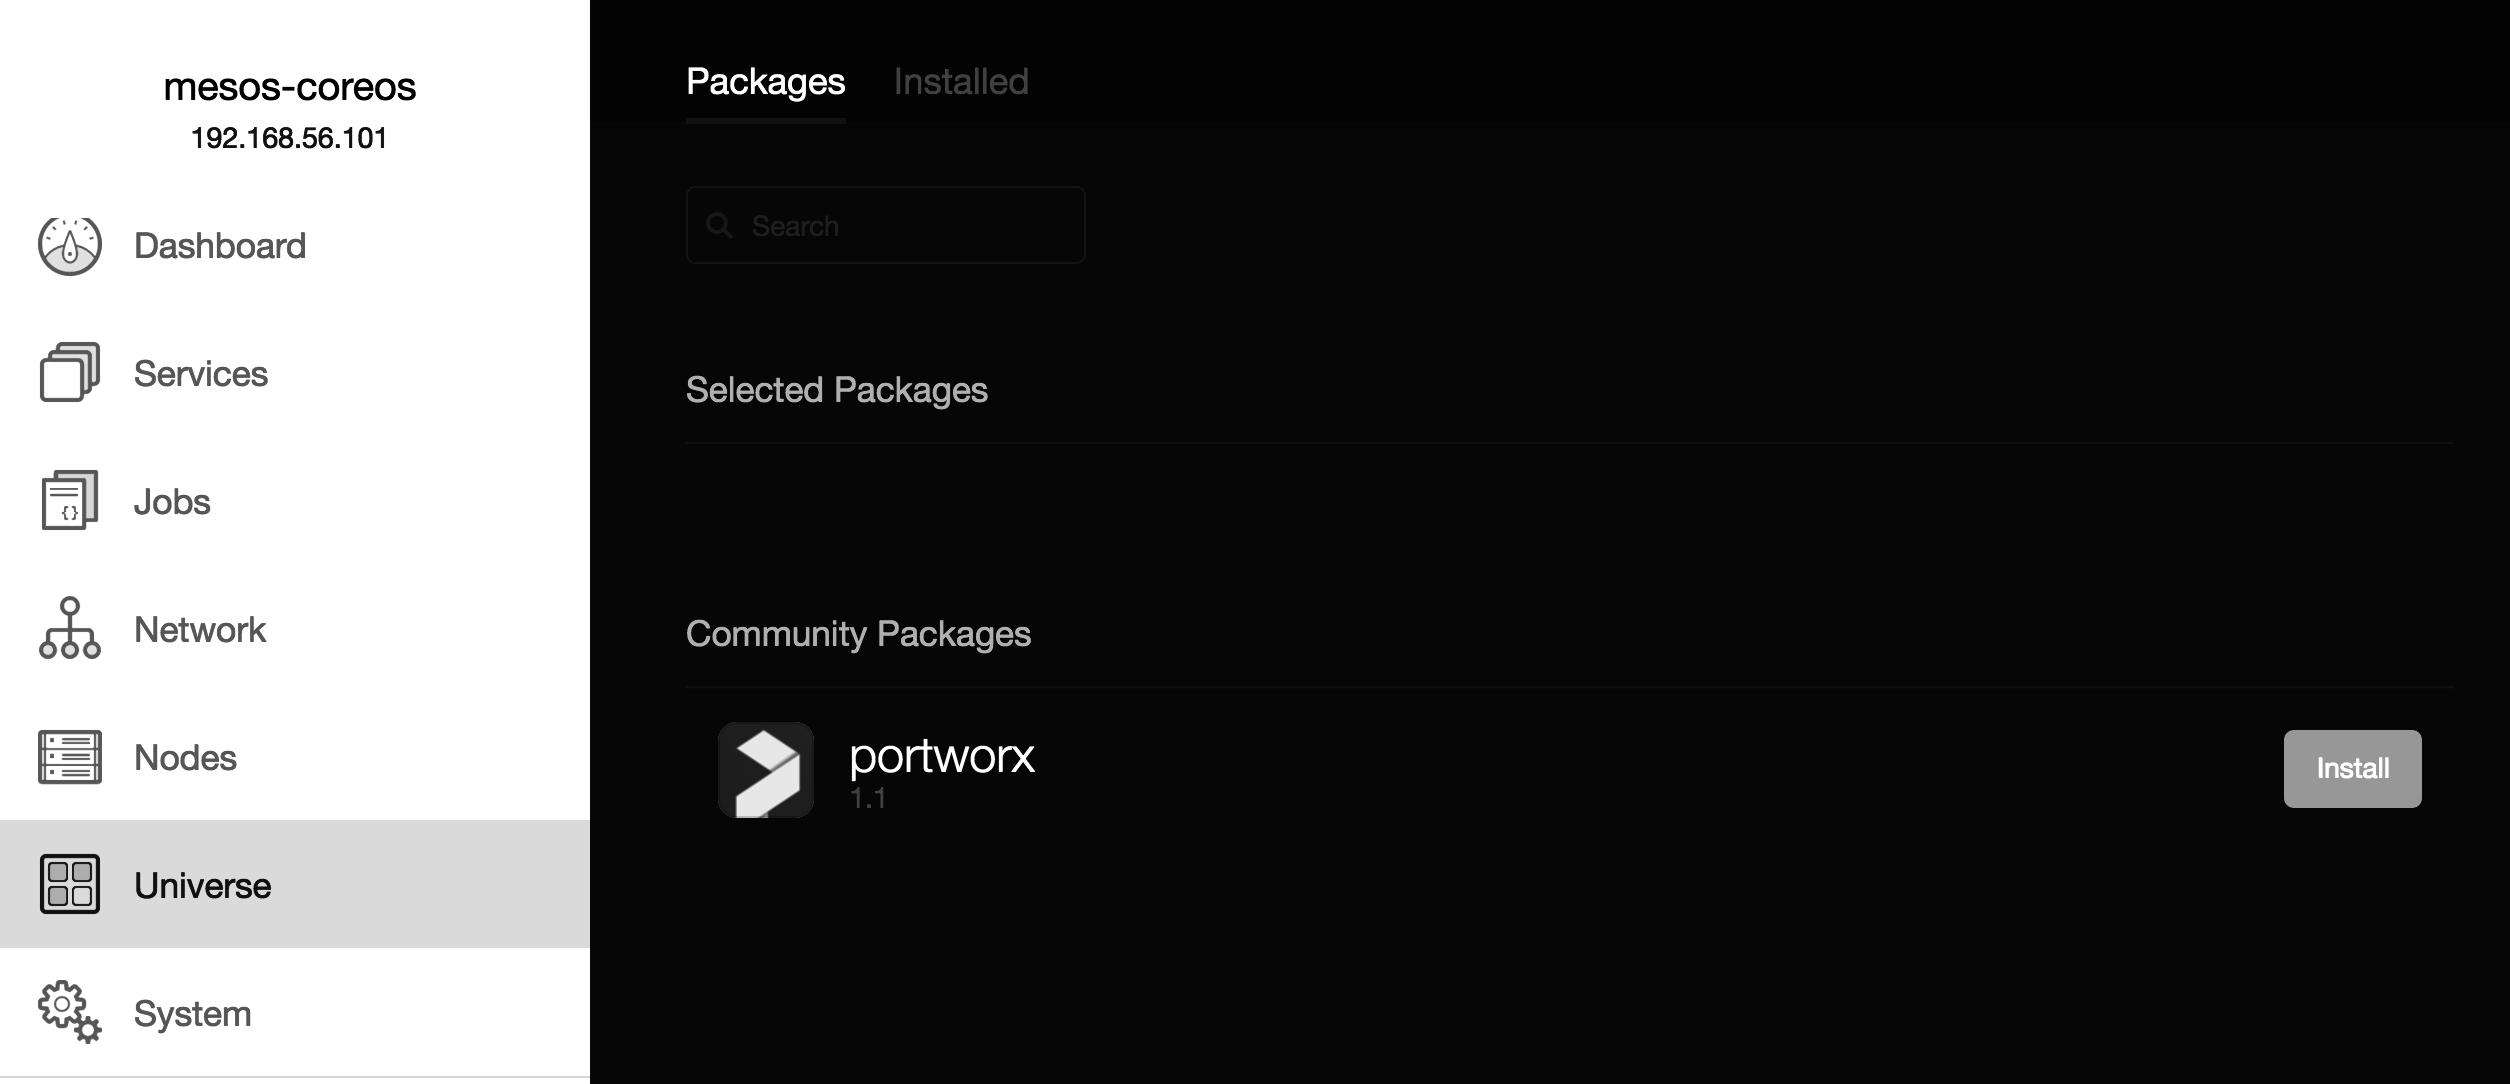 mesos-coreos
192.168.56.101
Dashboard
Services
Jobs
{}
Network
Nodes
Universe
System
Packages Installed
Search
Selected Packages
Community Packages
portworx
1.1
Install